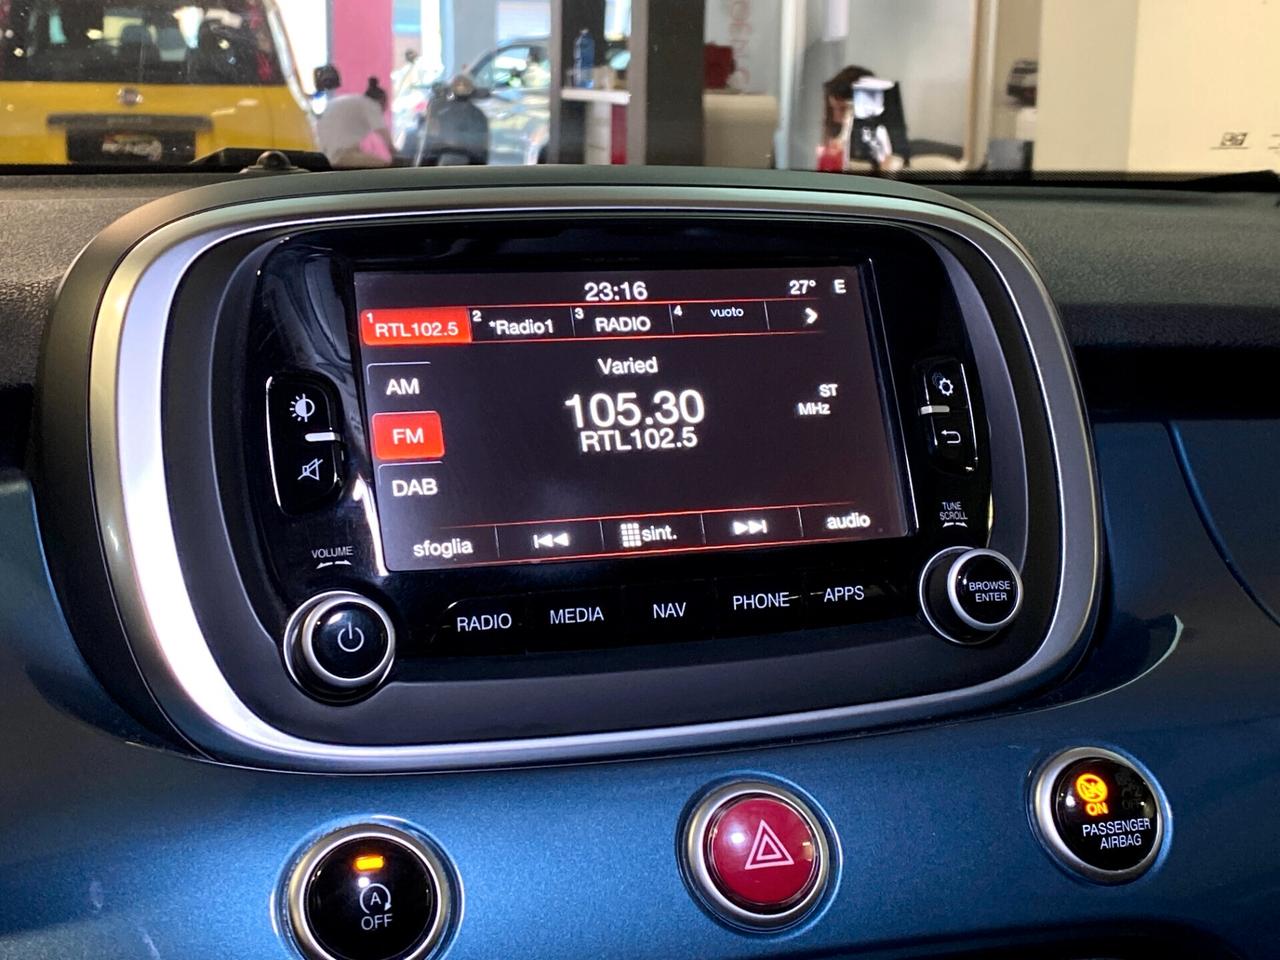 23:16
27° E
1 RTL102.5
2 *Radio1
3 RADIO
4 vuoto
Varied
AM
105.30
ST
MHz
FM
RTL102.5
DAB
sfoglia
sint.
audio
VOLUME
TUNE
SCROLL
RADIO
MEDIA
NAV
PHONE
APPS
BROWSE
ENTER
A
OFF
ON
OFF
PASSENGER
AIRBAG